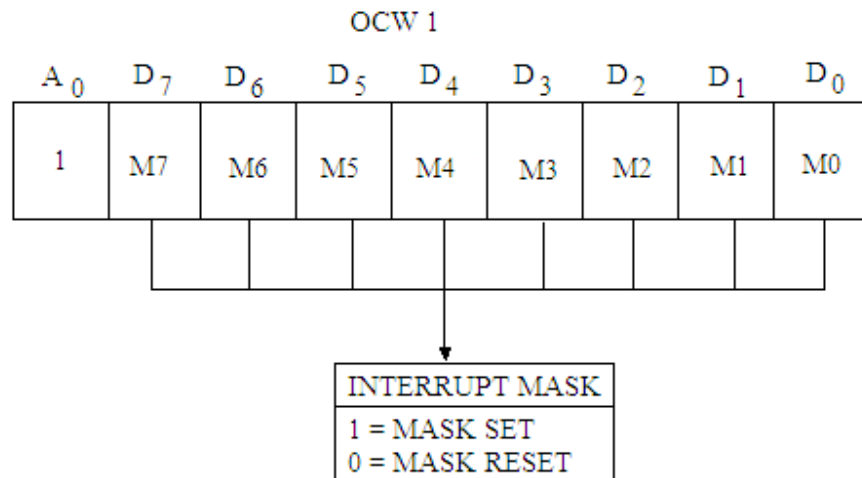 OCW 1
A0 D7 D6 D5 D4 D3 D2 D1 D0
1 M7 M6 M5 M4 M3 M2 M1 M0
INTERRUPT MASK
1 = MASK SET
0 = MASK RESET